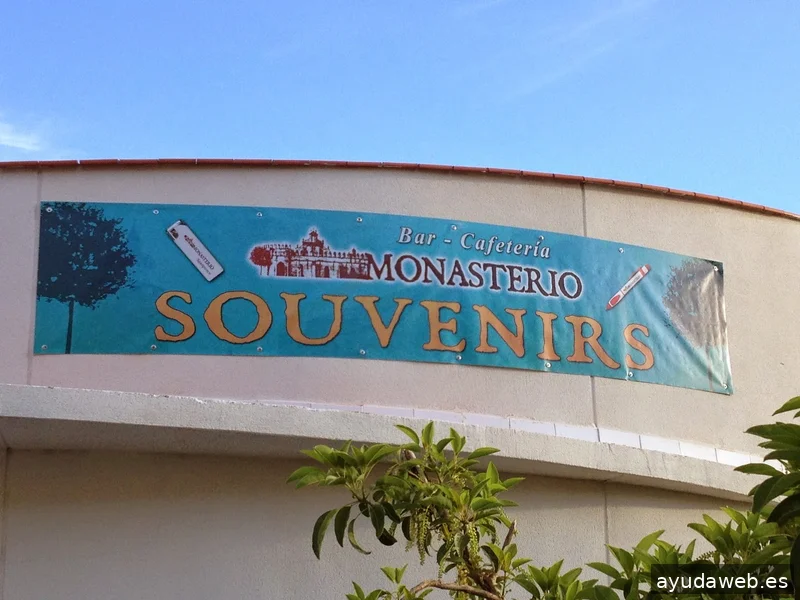 Bar - Cafetería
MONASTERIO
SOUVENIRS
ayudaweb.es